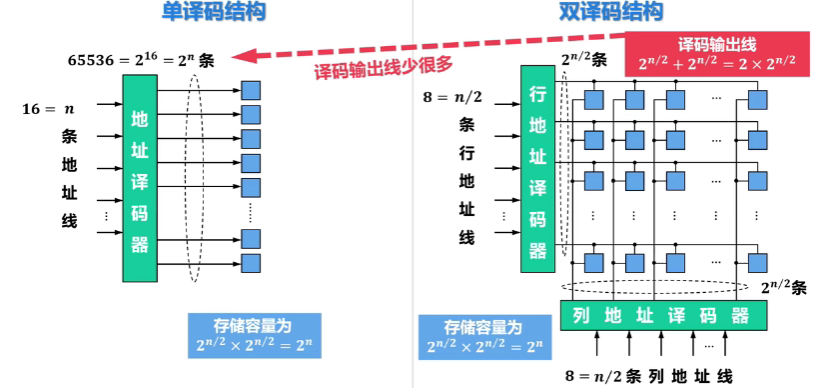 单译码结构
65536 = 2^16 = 2^n 条
16 = n
条
地
址
线
⋮
地
址
译
码
器
存储容量为
2^{n/2} × 2^{n/2} = 2^n
译码输出线少很多
双译码结构
译码输出线
2^{n/2} + 2^{n/2} = 2 × 2^{n/2}
2^{n/2}条
8 = n/2
条
行
地
址
线
⋮
行
地
址
译
码
器
...
...
...
⋮ ⋮ ⋮ ⋮
...
2^{n/2}条
列地址译码器
...
存储容量为
2^{n/2} × 2^{n/2} = 2^n
8 = n/2 条列地址线